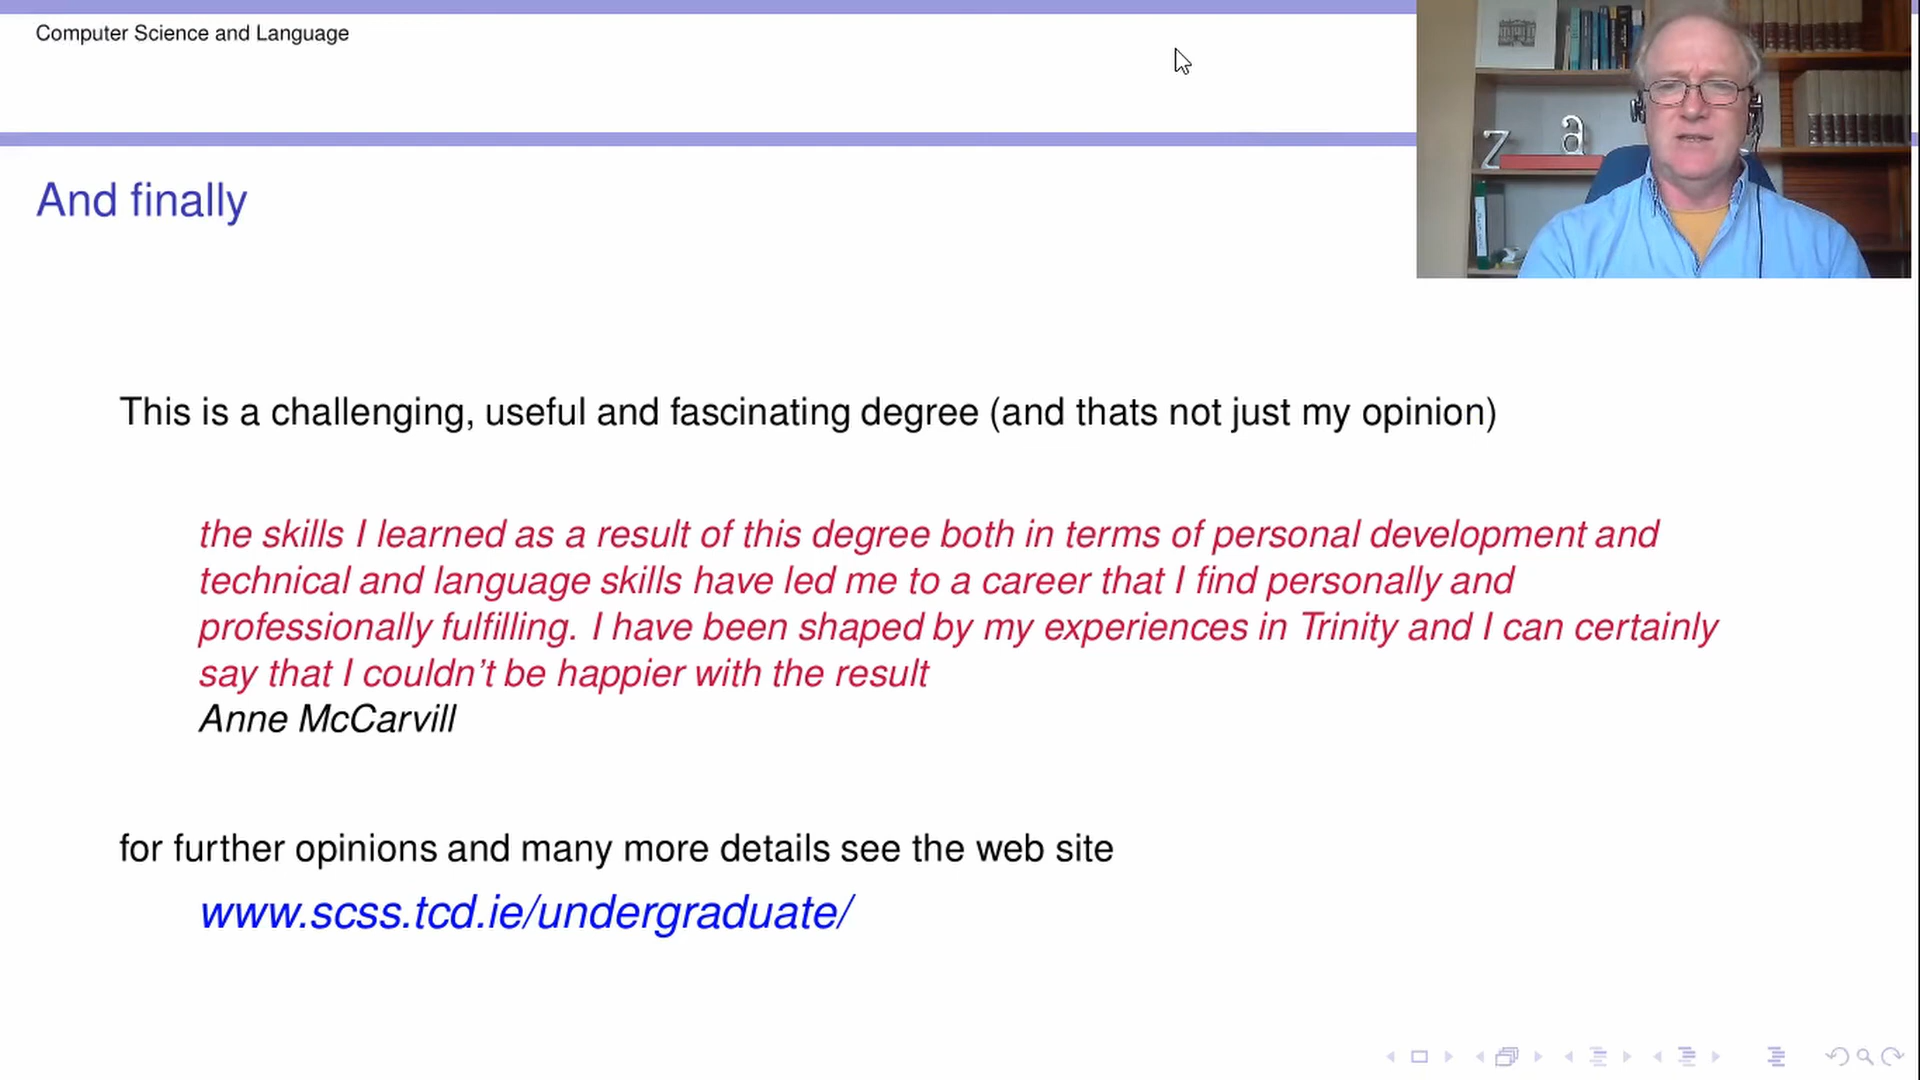 Computer Science and Language
And finally
This is a challenging, useful and fascinating degree (and thats not just my opinion)
the skills I learned as a result of this degree both in terms of personal development and
technical and language skills have led me to a career that I find personally and
professionally fulfilling. I have been shaped by my experiences in Trinity and I can certainly
say that I couldn't be happier with the result
Anne McCarvill
for further opinions and many more details see the web site
www.scss.tcd.ie/undergraduate/
z a